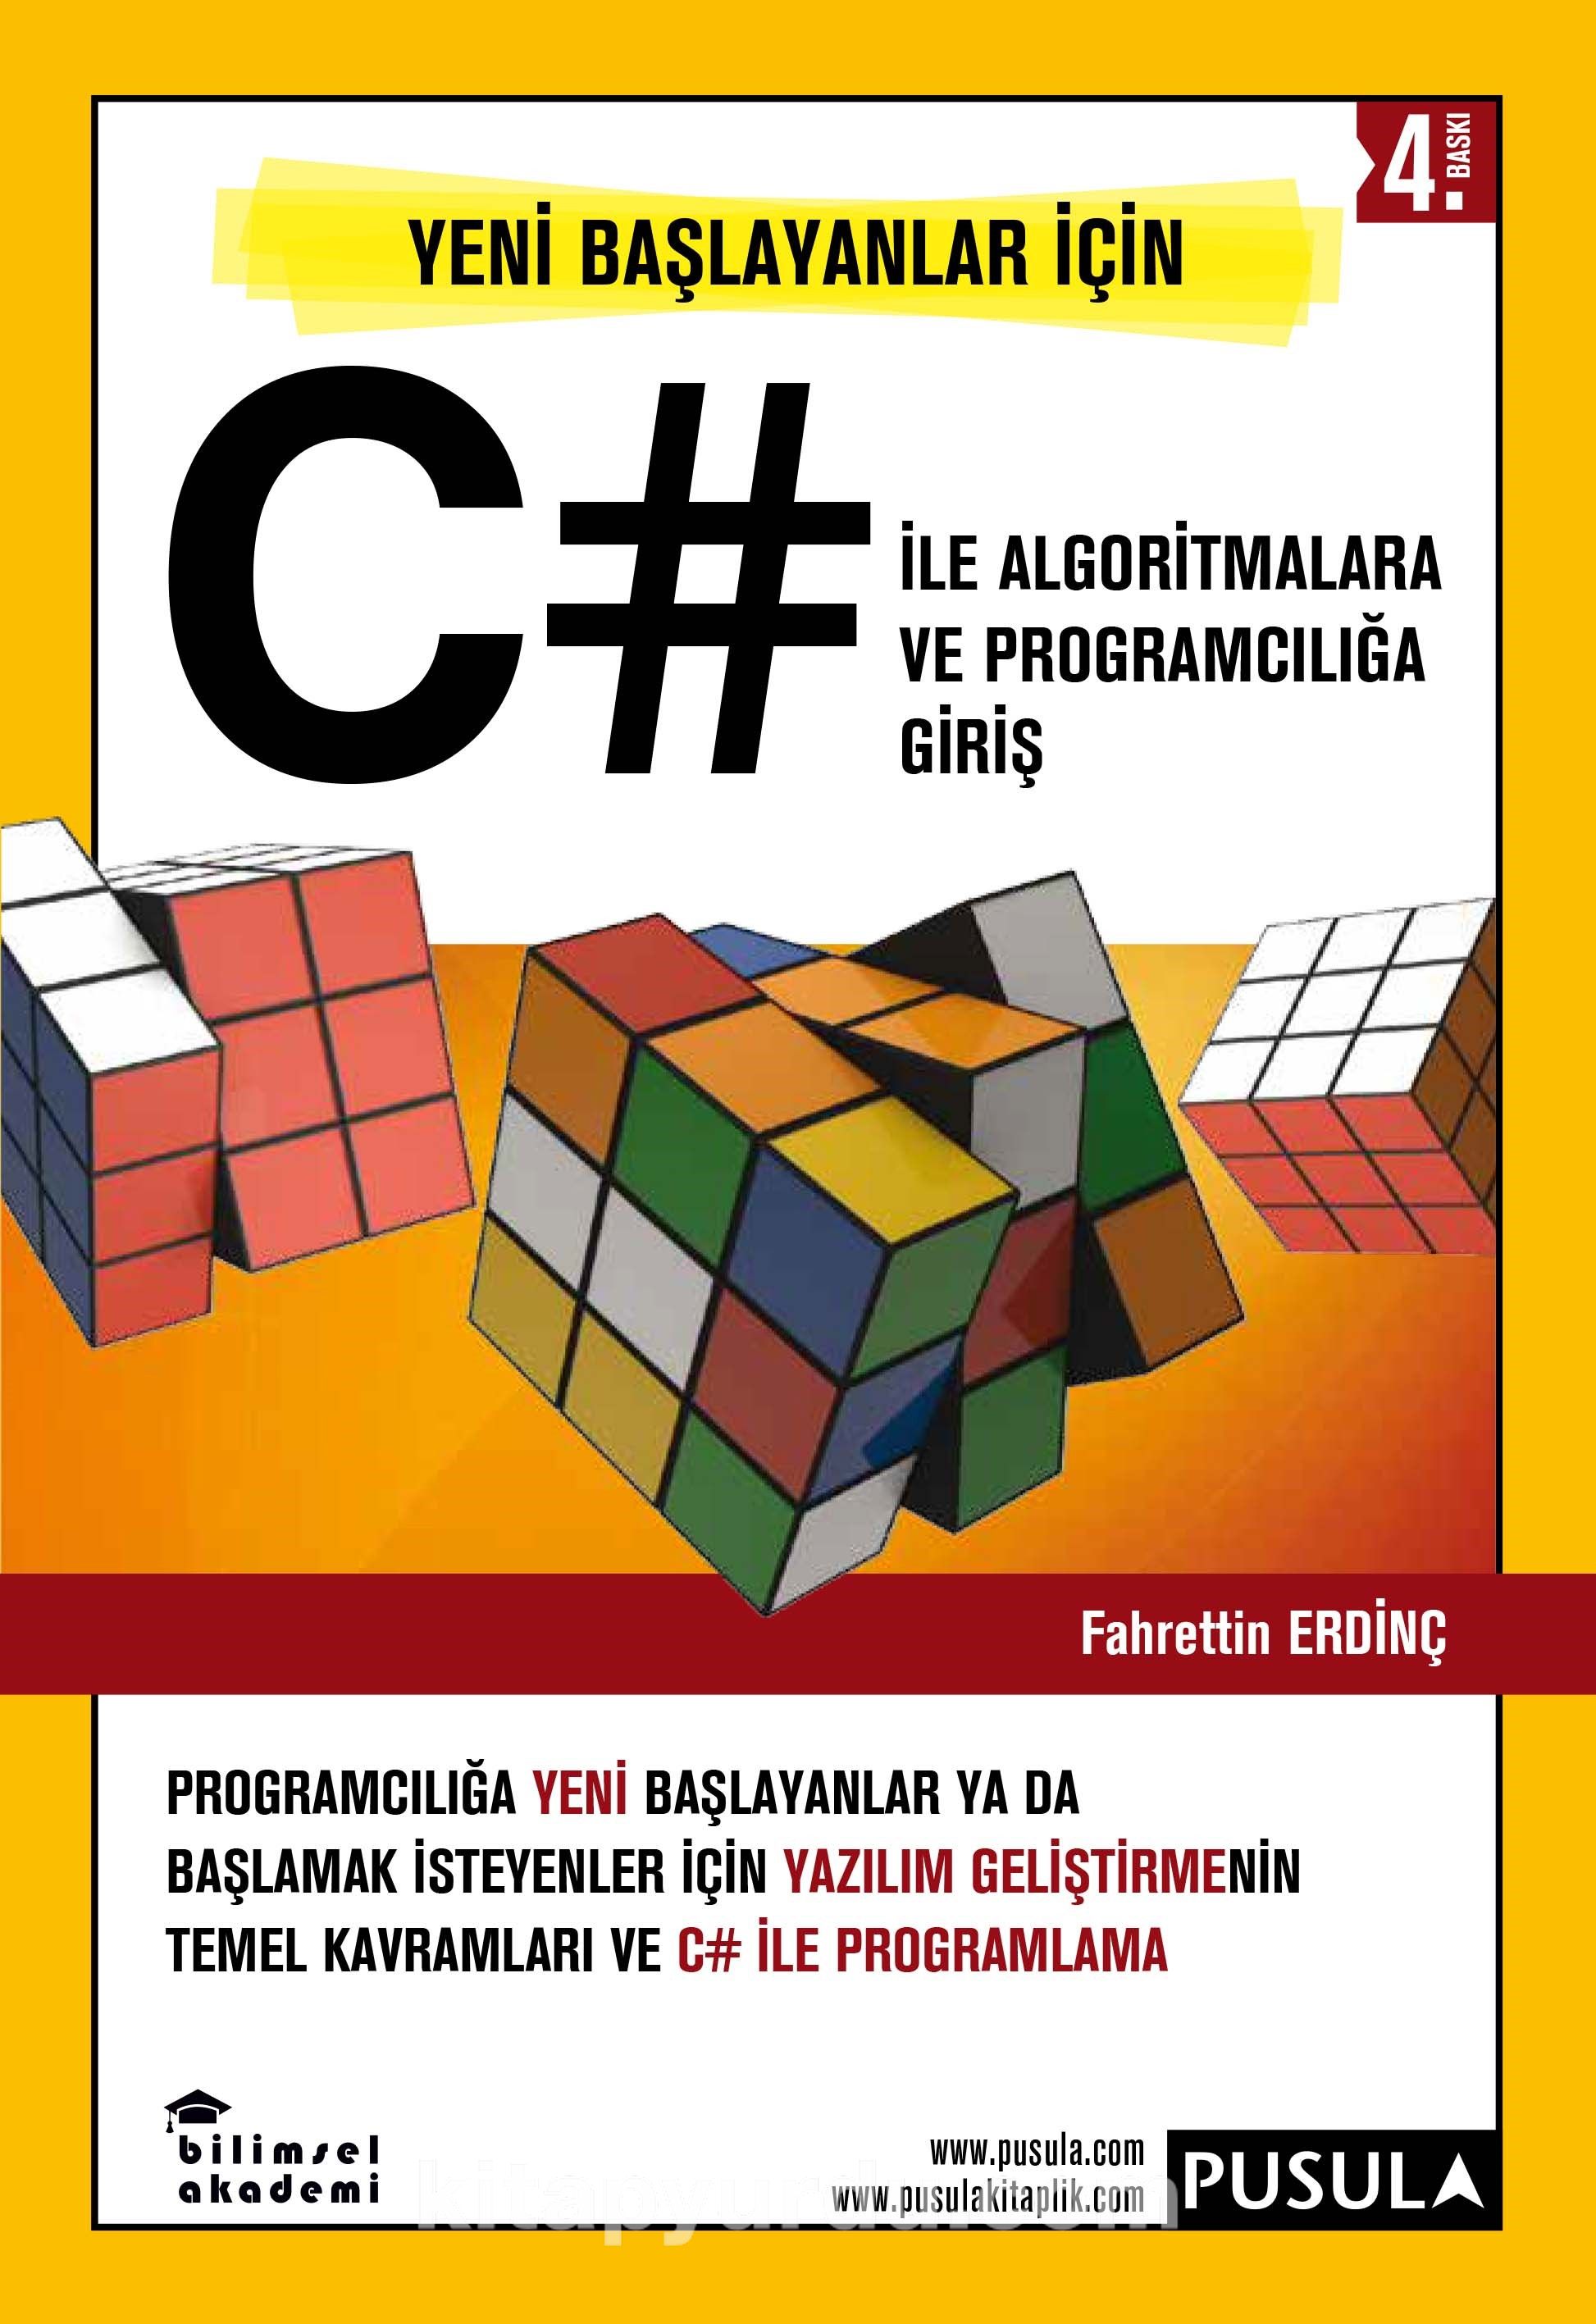 4. BASKI
YENİ BAŞLAYANLAR İÇİN
C#
İLE ALGORİTMALARA
VE PROGRAMCILIĞA
GİRİŞ
Fahrettin ERDİNÇ
PROGRAMCILIĞA YENİ BAŞLAYANLAR YA DA
BAŞLAMAK İSTEYENLER İÇİN YAZILIM GELİŞTİRMENİN
TEMEL KAVRAMLARI VE C# İLE PROGRAMLAMA
bilimsel
akademi
www.pusula.com
www.pusulakitaplik.com
PUSULA
kitapyurdu.com